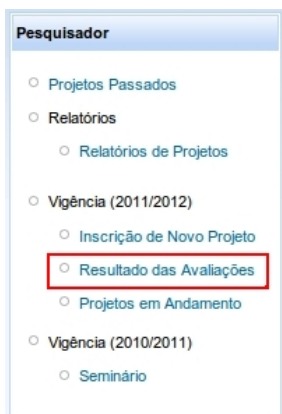 Pesquisador
Projetos Passados
Relatórios
Relatórios de Projetos
Vigência (2011/2012)
Inscrição de Novo Projeto
Resultado das Avaliações
Projetos em Andamento
Vigência (2010/2011)
Seminário